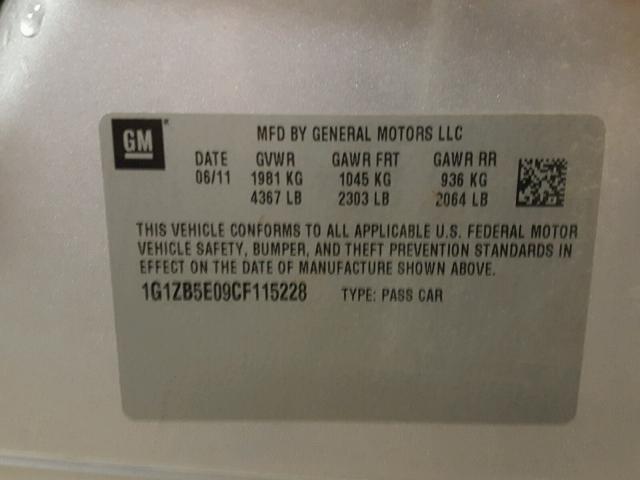 GM
MFD BY GENERAL MOTORS LLC
DATE GVWR GAWR FRT GAWR RR
06/11 1981 KG 1045 KG 936 KG
4367 LB 2303 LB 2064 LB
THIS VEHICLE CONFORMS TO ALL APPLICABLE U.S. FEDERAL MOTOR
VEHICLE SAFETY, BUMPER, AND THEFT PREVENTION STANDARDS IN
EFFECT ON THE DATE OF MANUFACTURE SHOWN ABOVE.
1G1ZB5E09CF115228 TYPE: PASS CAR